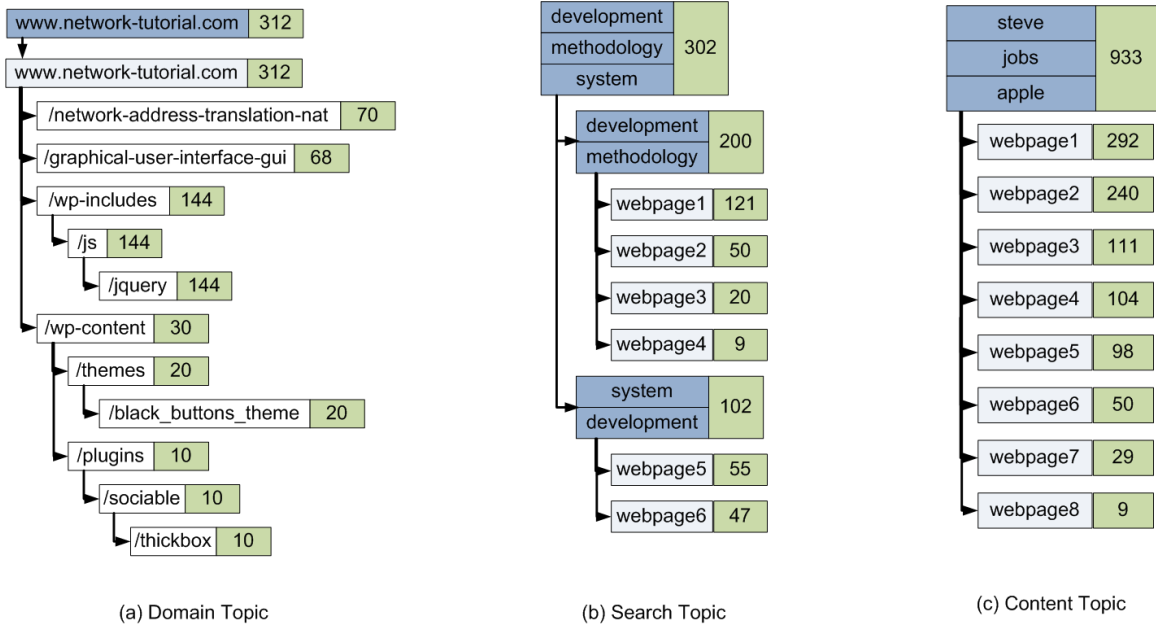 www.network-tutorial.com 312
www.network-tutorial.com 312
/network-address-translation-nat 70
/graphical-user-interface-gui 68
/wp-includes 144
/js 144
/jquery 144
/wp-content 30
/themes 20
/black_buttons_theme 20
/plugins 10
/sociable 10
/thickbox 10
(a) Domain Topic
development
methodology 302
system
development
methodology
200
webpage1 121
webpage2 50
webpage3 20
webpage4 9
system
development
102
webpage5 55
webpage6 47
(b) Search Topic
steve
jobs 933
apple
webpage1 292
webpage2 240
webpage3 111
webpage4 104
webpage5 98
webpage6 50
webpage7 29
webpage8 9
(c) Content Topic